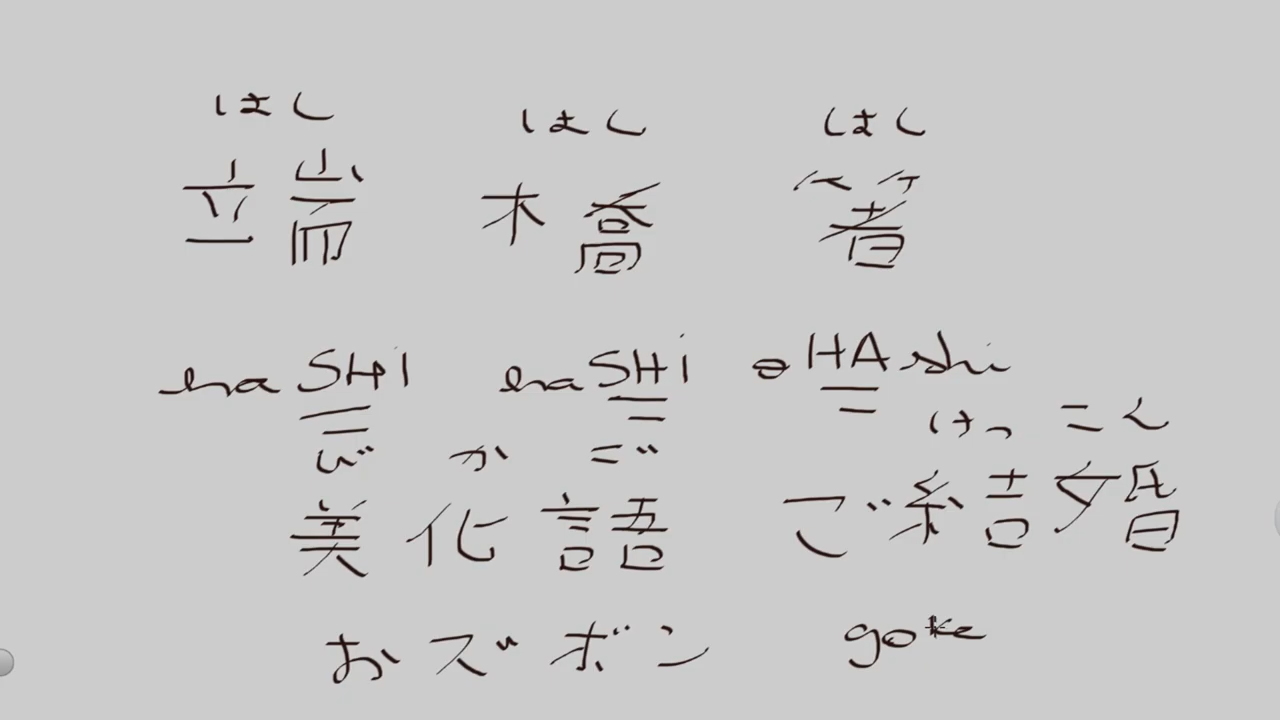 はし はし はし
端 橋 箸
haSHi haSHi oHAshi
けっこん
びかご
美化語 ご結婚
おズボン goke